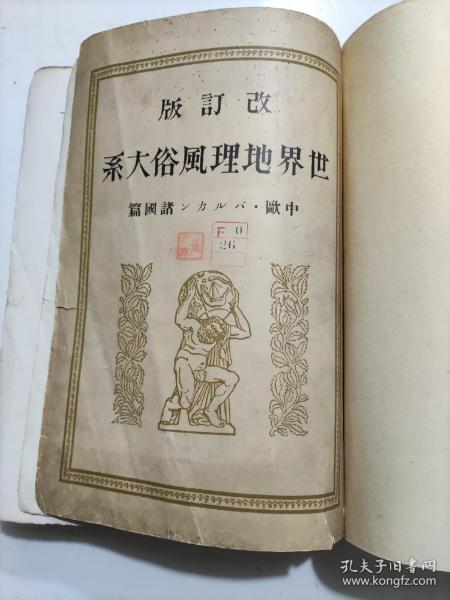 改訂版
世界地理風俗大系
中歐・バルカン諸國篇
F 0
26
孔夫子旧书网
www.kongfz.com